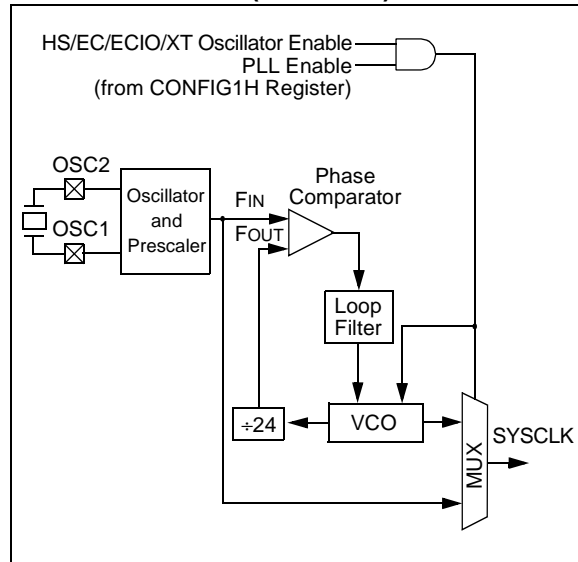 HS/EC/ECIO/XT Oscillator Enable
PLL Enable
(from CONFIG1H Register)
OSC2
OSC1
Oscillator
and
Prescaler
FIN
FOUT
Phase
Comparator
Loop
Filter
÷24
VCO
MUX
SYSCLK